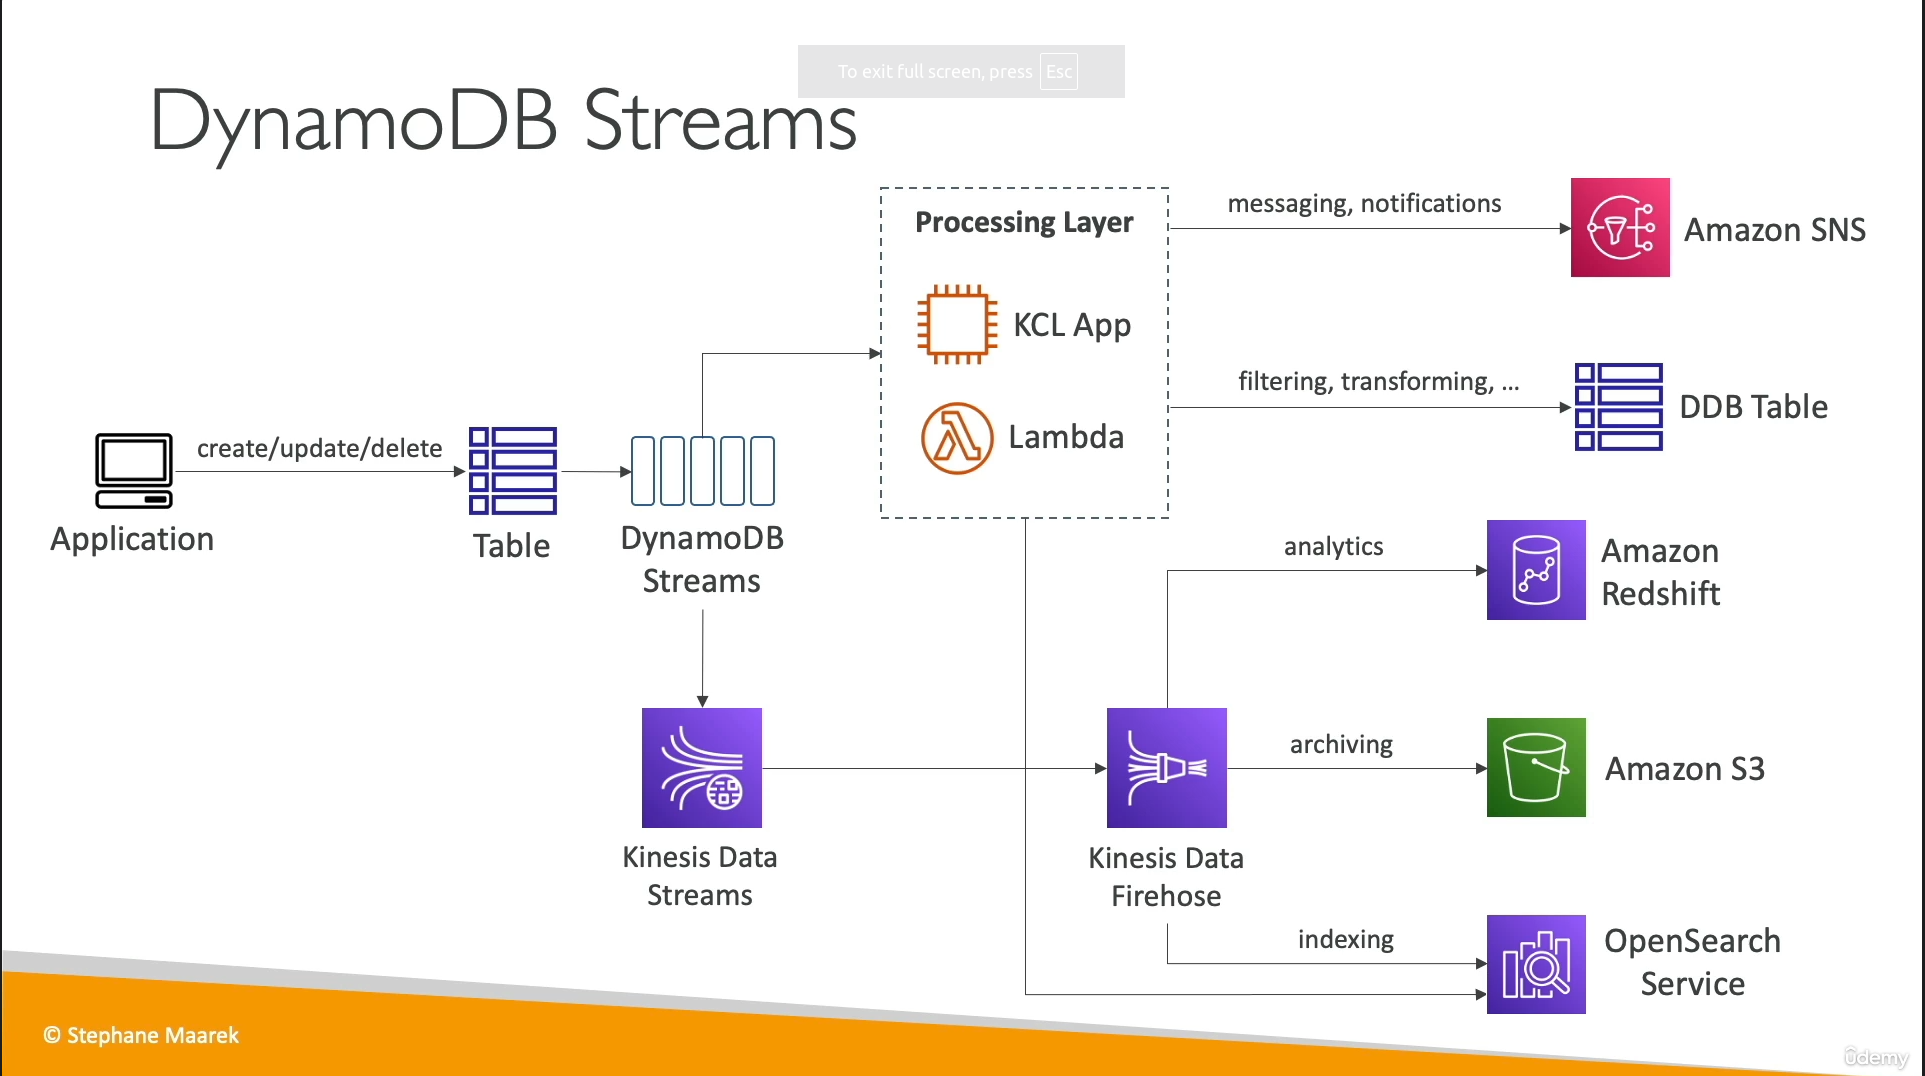 To exit full screen, press Esc
DynamoDB Streams
Processing Layer
KCL App
Lambda
messaging, notifications
Amazon SNS
filtering, transforming, ...
DDB Table
create/update/delete
Application
Table
DynamoDB
Streams
analytics
Amazon
Redshift
archiving
Amazon S3
Kinesis Data
Streams
Kinesis Data
Firehose
indexing
OpenSearch
Service
© Stephane Maarek
ûdemy